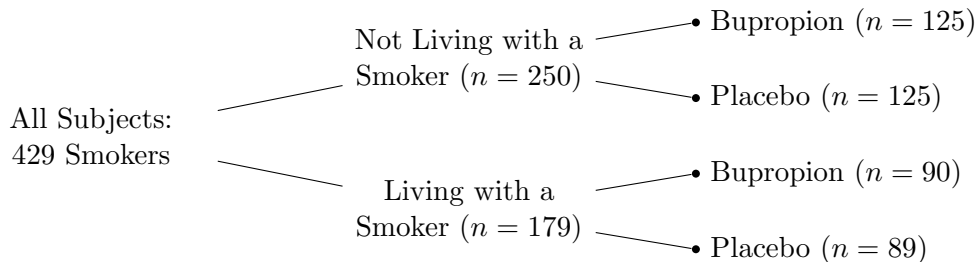 All Subjects:
429 Smokers
Not Living with a
Smoker (n = 250)
Bupropion (n = 125)
Placebo (n = 125)
Living with a
Smoker (n = 179)
Bupropion (n = 90)
Placebo (n = 89)